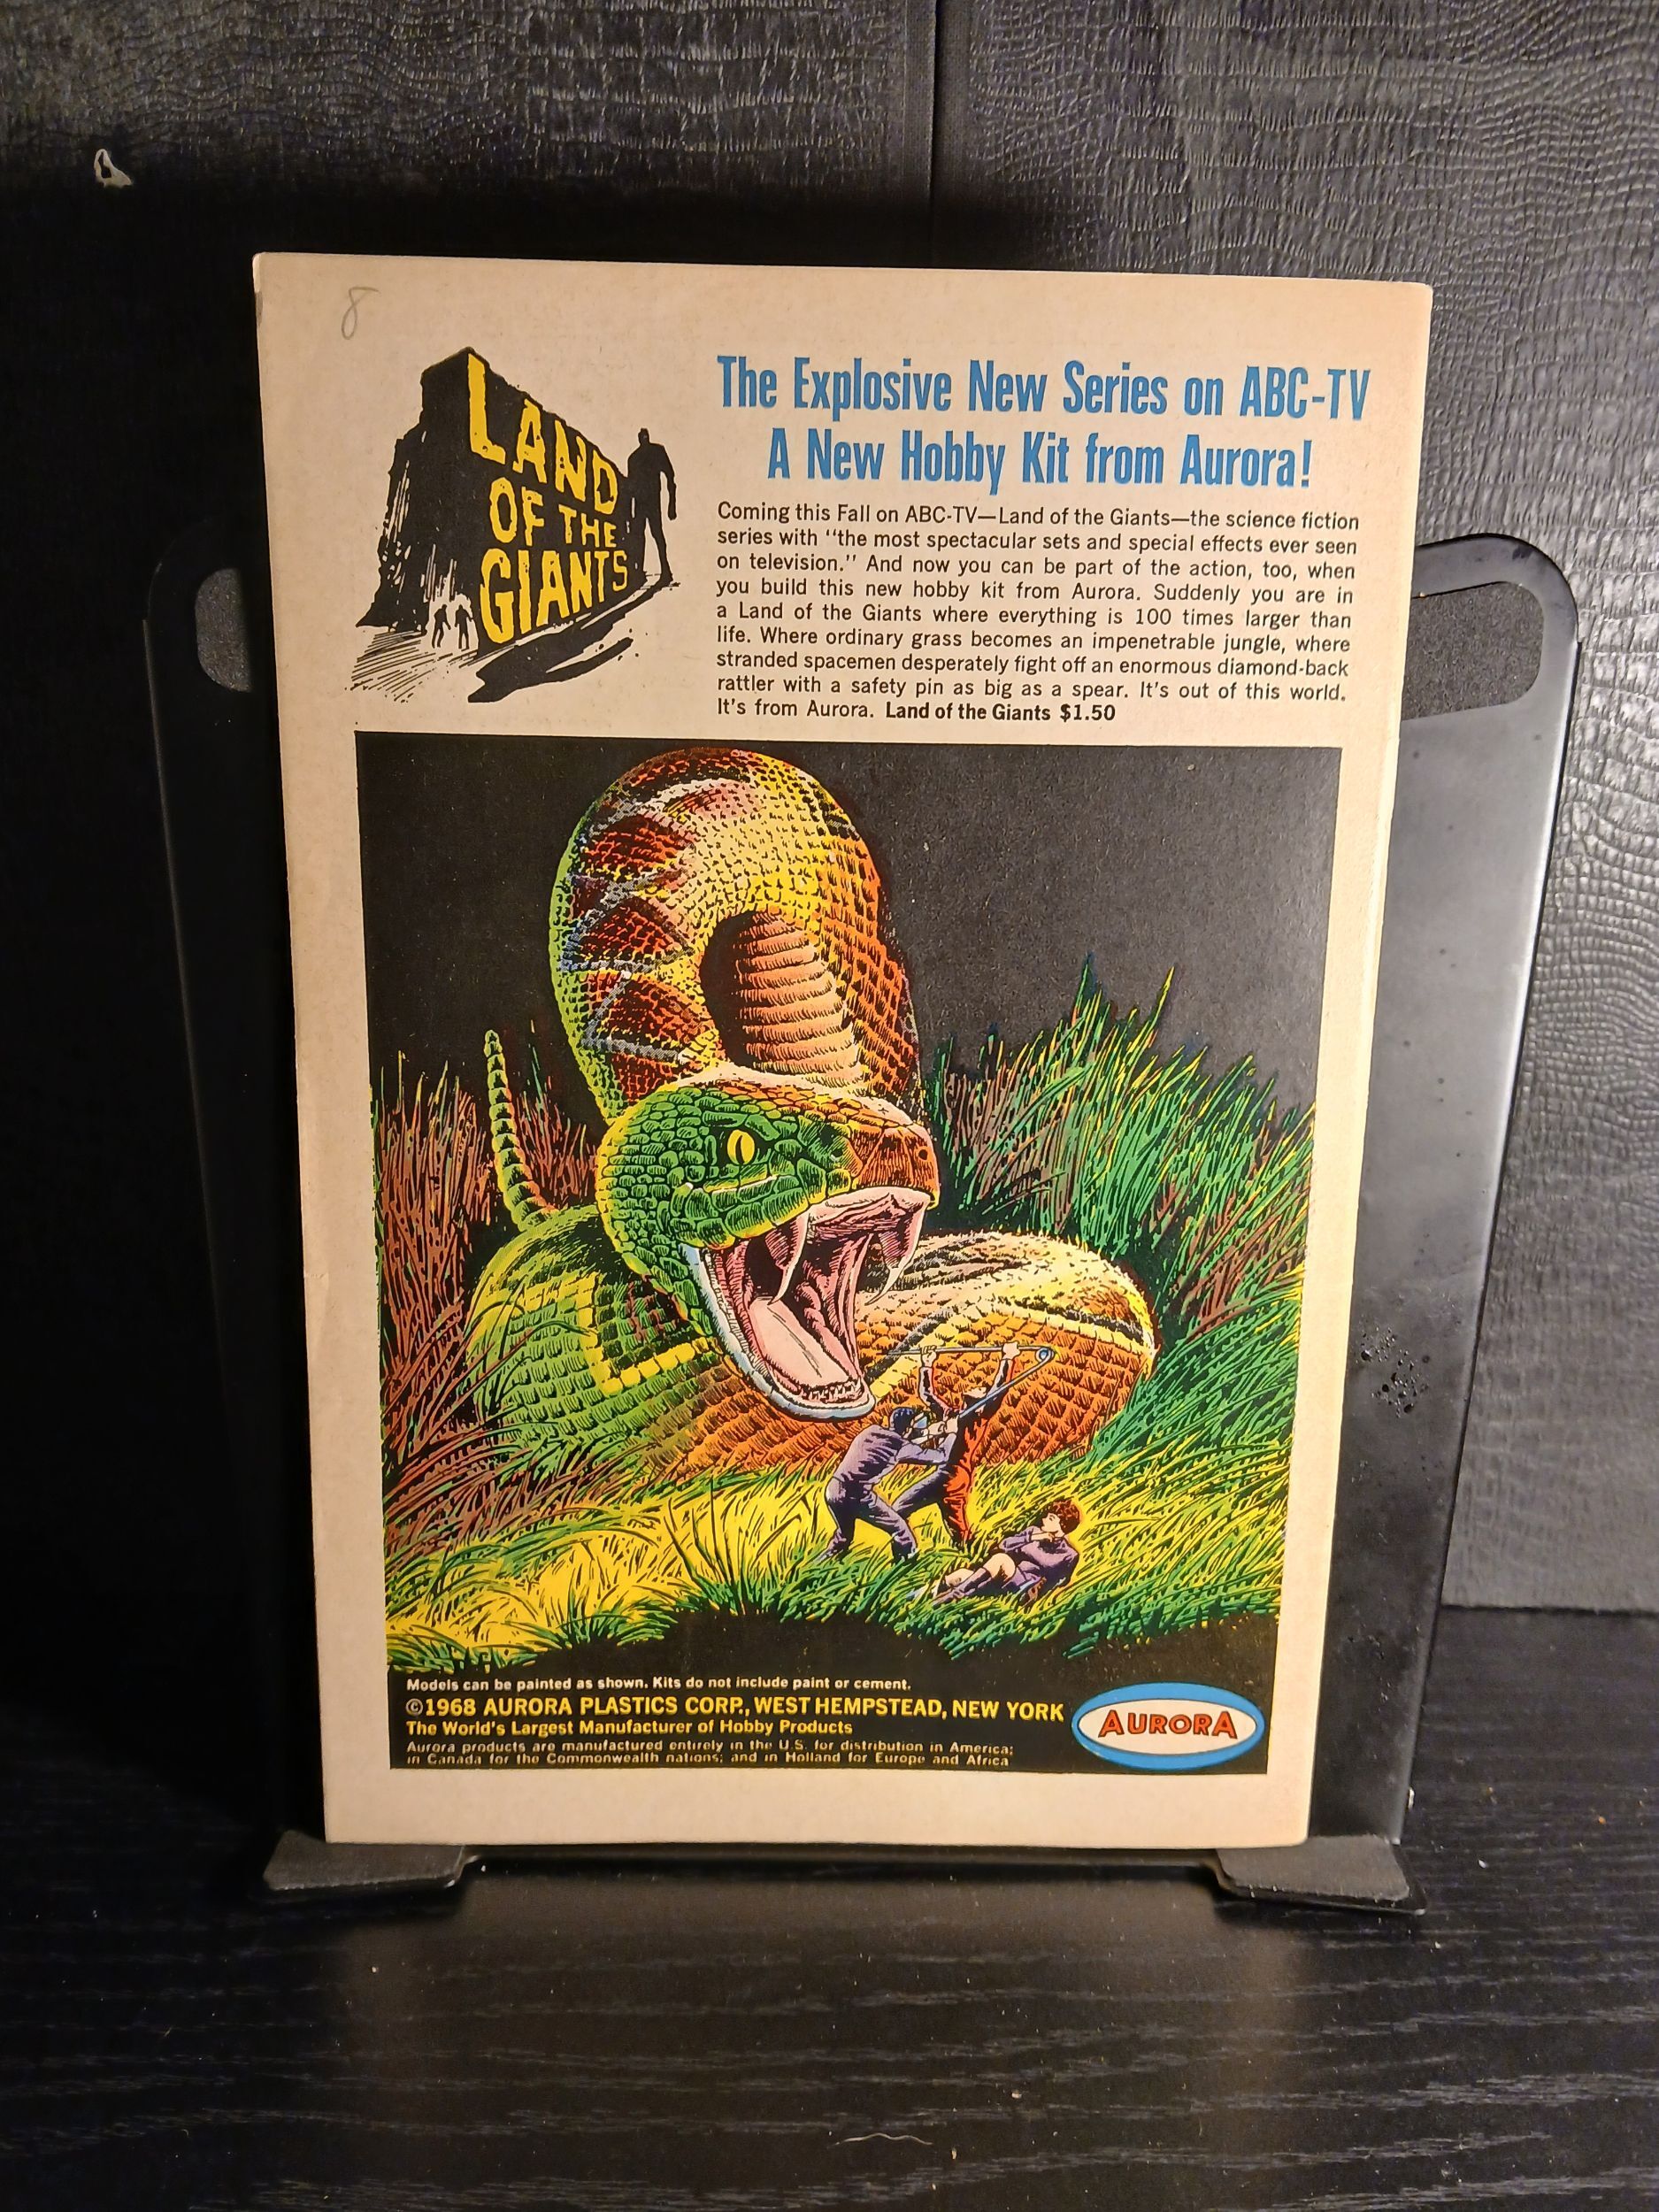 8
LAND
OF THE
GIANTS
The Explosive New Series on ABC-TV
A New Hobby Kit from Aurora!
Coming this Fall on ABC-TV—Land of the Giants—the science fiction
series with "the most spectacular sets and special effects ever seen
on television." And now you can be part of the action, too, when
you build this new hobby kit from Aurora. Suddenly you are in
a Land of the Giants where everything is 100 times larger than
life. Where ordinary grass becomes an impenetrable jungle, where
stranded spacemen desperately fight off an enormous diamond-back
rattler with a safety pin as big as a spear. It's out of this world.
It's from Aurora. Land of the Giants $1.50
Models can be painted as shown. Kits do not include paint or cement.
©1968 AURORA PLASTICS CORP., WEST HEMPSTEAD, NEW YORK
The World's Largest Manufacturer of Hobby Products
Aurora products are manufactured entirely in the U.S. for distribution in America;
in Canada for the Commonwealth nations; and in Holland for Europe and Africa
AURORA